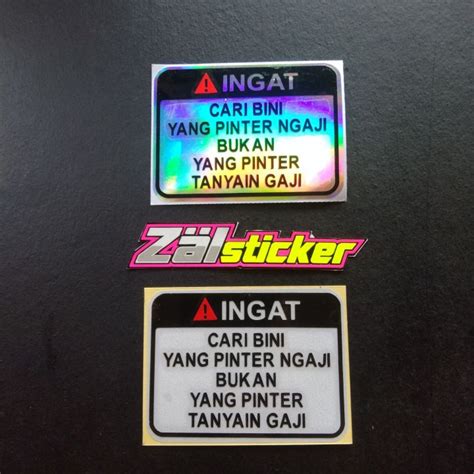 INGAT
CARI BINI
YANG PINTER NGAJI
BUKAN
YANG PINTER
TANYAIN GAJI
Zälsticker
INGAT
CARI BINI
YANG PINTER NGAJI
BUKAN
YANG PINTER
TANYAIN GAJI